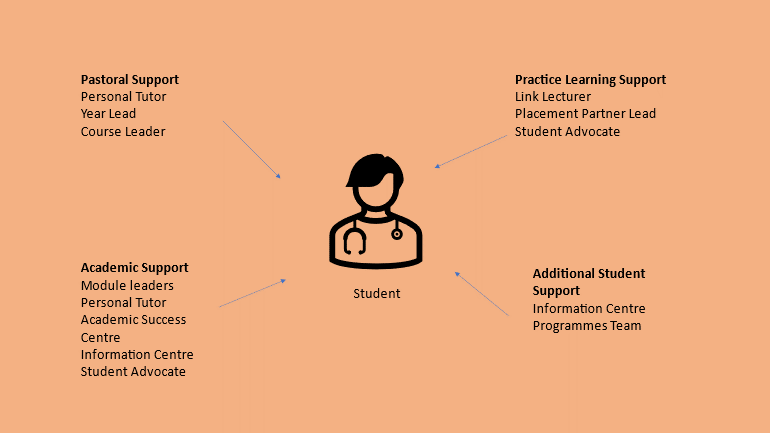 Pastoral Support
Personal Tutor
Year Lead
Course Leader
Practice Learning Support
Link Lecturer
Placement Partner Lead
Student Advocate
Student
Academic Support
Module leaders
Personal Tutor
Academic Success
Centre
Information Centre
Student Advocate
Additional Student
Support
Information Centre
Programmes Team